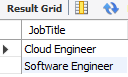 Result Grid
JobTitle
Cloud Engineer
Software Engineer